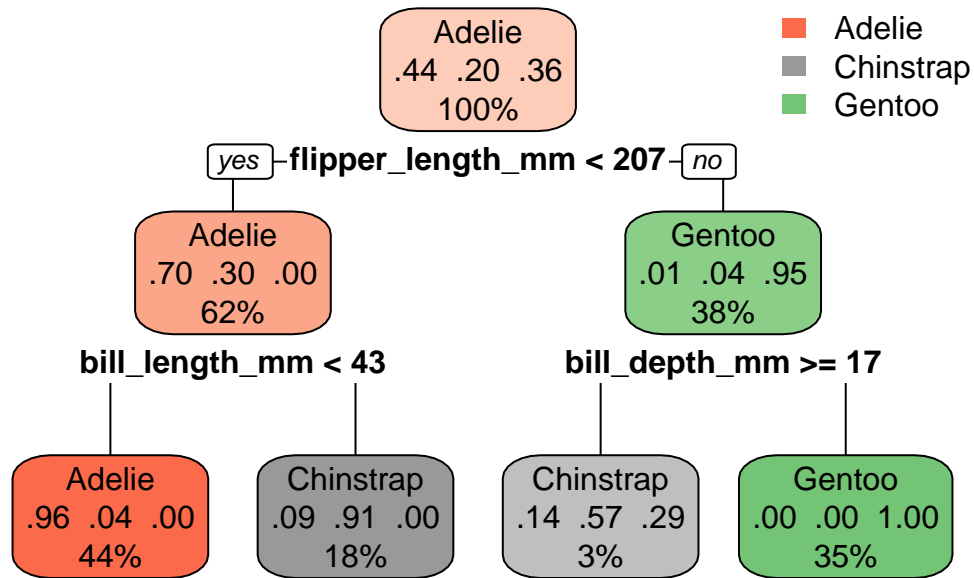 Adelie
.44 .20 .36
100%
Adelie
Chinstrap
Gentoo
yes flipper_length_mm < 207 no
Adelie
.70 .30 .00
62%
Gentoo
.01 .04 .95
38%
bill_length_mm < 43
bill_depth_mm >= 17
Adelie
.96 .04 .00
44%
Chinstrap
.09 .91 .00
18%
Chinstrap
.14 .57 .29
3%
Gentoo
.00 .00 1.00
35%